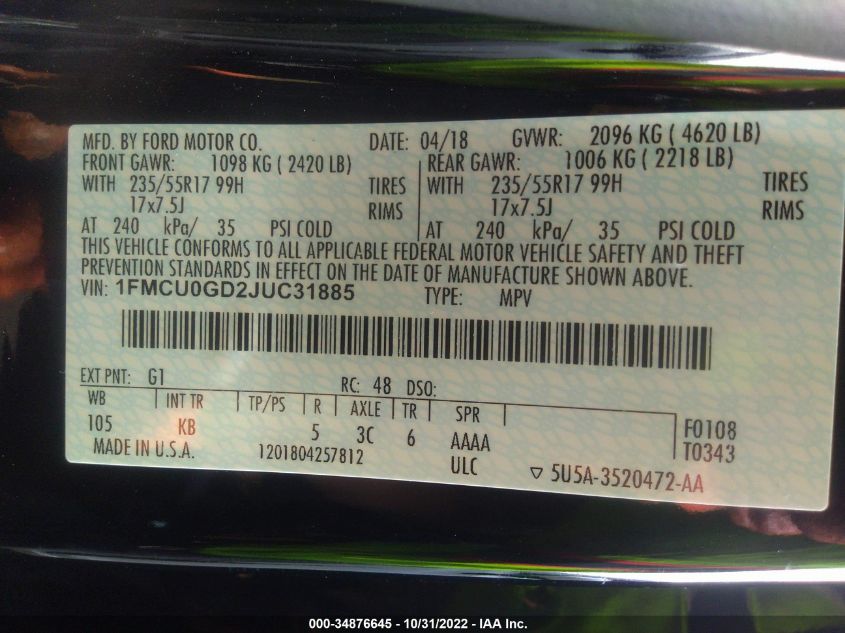 MFD. BY FORD MOTOR CO. DATE: 04/18 GVWR: 2096 KG ( 4620 LB)
FRONT GAWR: 1098 KG ( 2420 LB) REAR GAWR: 1006 KG ( 2218 LB)
WITH 235/55R17 99H TIRES WITH 235/55R17 99H TIRES
17x7.5J RIMS 17x7.5J RIMS
AT 240 kPa/ 35 PSI COLD AT 240 kPa/ 35 PSI COLD
THIS VEHICLE CONFORMS TO ALL APPLICABLE FEDERAL MOTOR VEHICLE SAFETY AND THEFT
PREVENTION STANDARDS IN EFFECT ON THE DATE OF MANUFACTURE SHOWN ABOVE.
VIN: 1FMCU0GD2JUC31885 TYPE: MPV
EXT PNT: G1 RC: 48 DSO:
WB INT TR TP/PS R AXLE TR SPR
105 KB 5 3C 6 AAAA F0108
MADE IN U.S.A. 1201804257812 ULC T0343
▽ 5U5A-3520472-AA
000-34876645 - 10/31/2022 - IAA Inc.